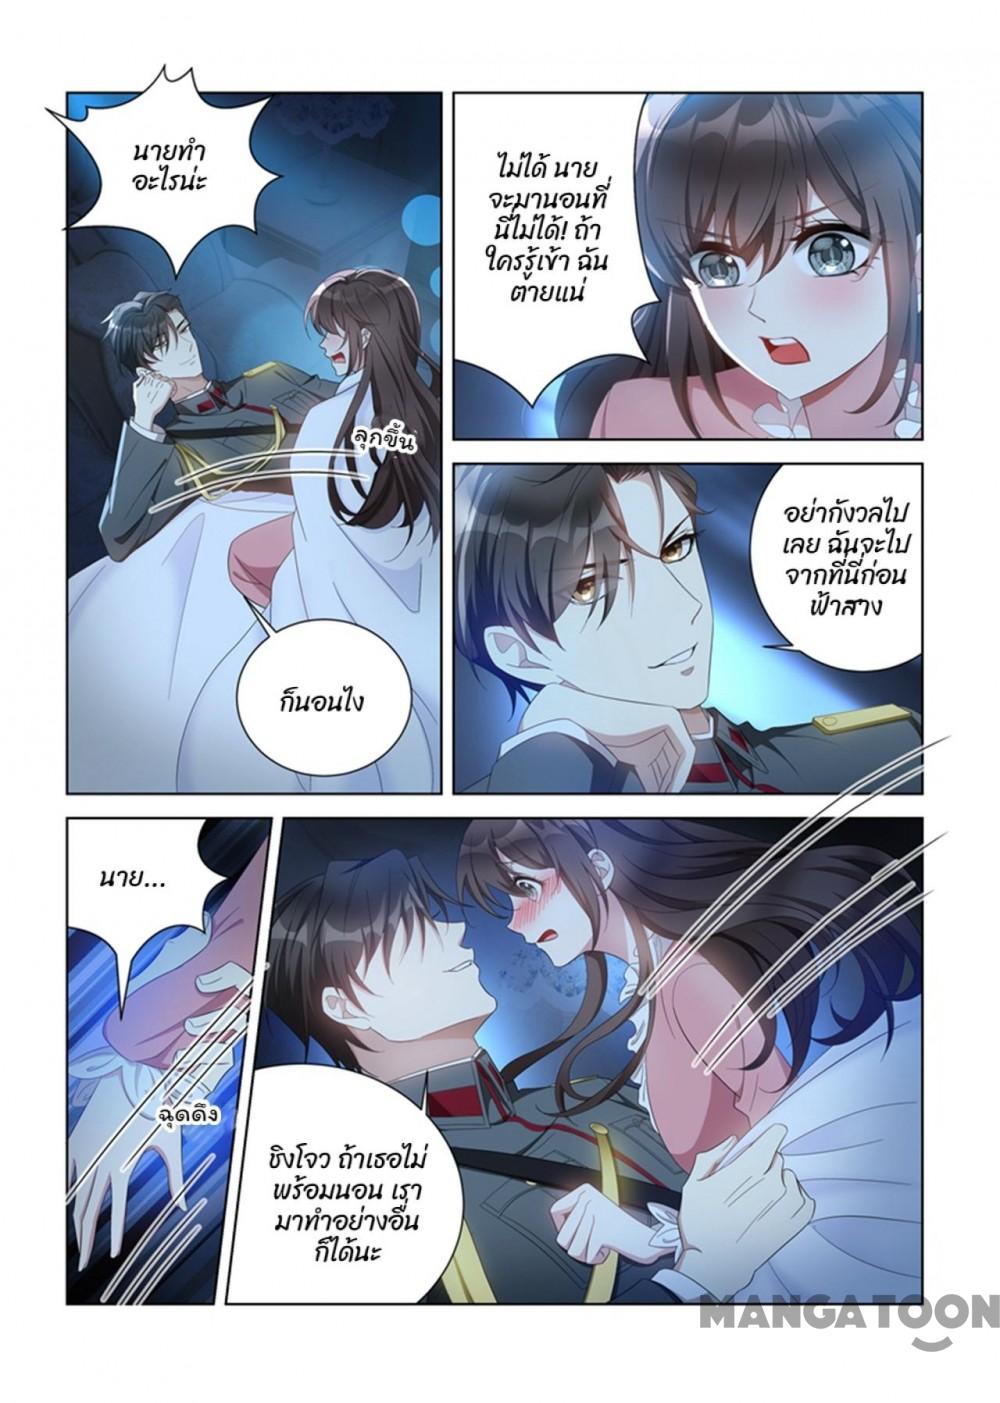 นายทำ
อะไรน่ะ
ลุกขึ้น
ก็นอนไง
ไม่ได้ นาย
จะมานอนที่
นี่ไม่ได้! ถ้า
ใครรู้เข้า ฉัน
ตายแน่
อย่ากังวลไป
เลย ฉันจะไป
จากที่นี่ก่อน
ฟ้าสาง
นาย...
ฉุดดึง
ชิงโจว ถ้าเธอไม่
พร้อมนอน เรา
มาทำอย่างอื่น
ก็ได้นะ
MANGATOON